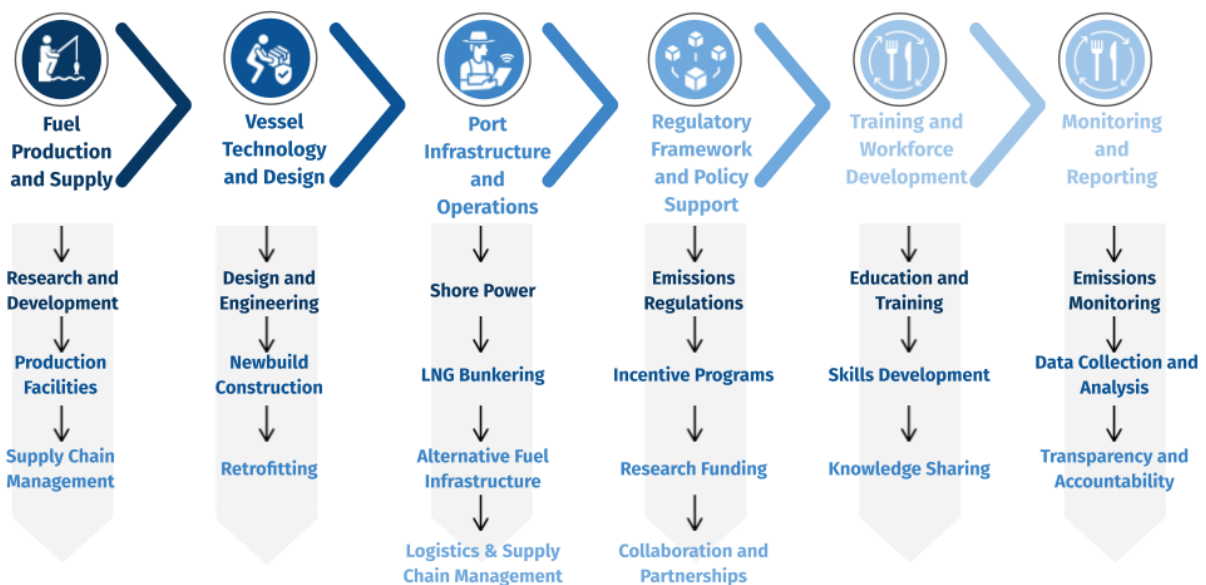 Fuel
Production
and Supply
Vessel
Technology
and Design
Port
Infrastructure
and
Operations
Regulatory
Framework
and Policy
Support
Training and
Workforce
Development
Monitoring
and
Reporting
Research and
Development
Production
Facilities
Supply Chain
Management
Design and
Engineering
Newbuild
Construction
Retrofitting
Shore Power
LNG Bunkering
Alternative Fuel
Infrastructure
Logistics & Supply
Chain Management
Emissions
Regulations
Incentive Programs
Research Funding
Collaboration and
Partnerships
Education and
Training
Skills Development
Knowledge Sharing
Emissions
Monitoring
Data Collection and
Analysis
Transparency and
Accountability